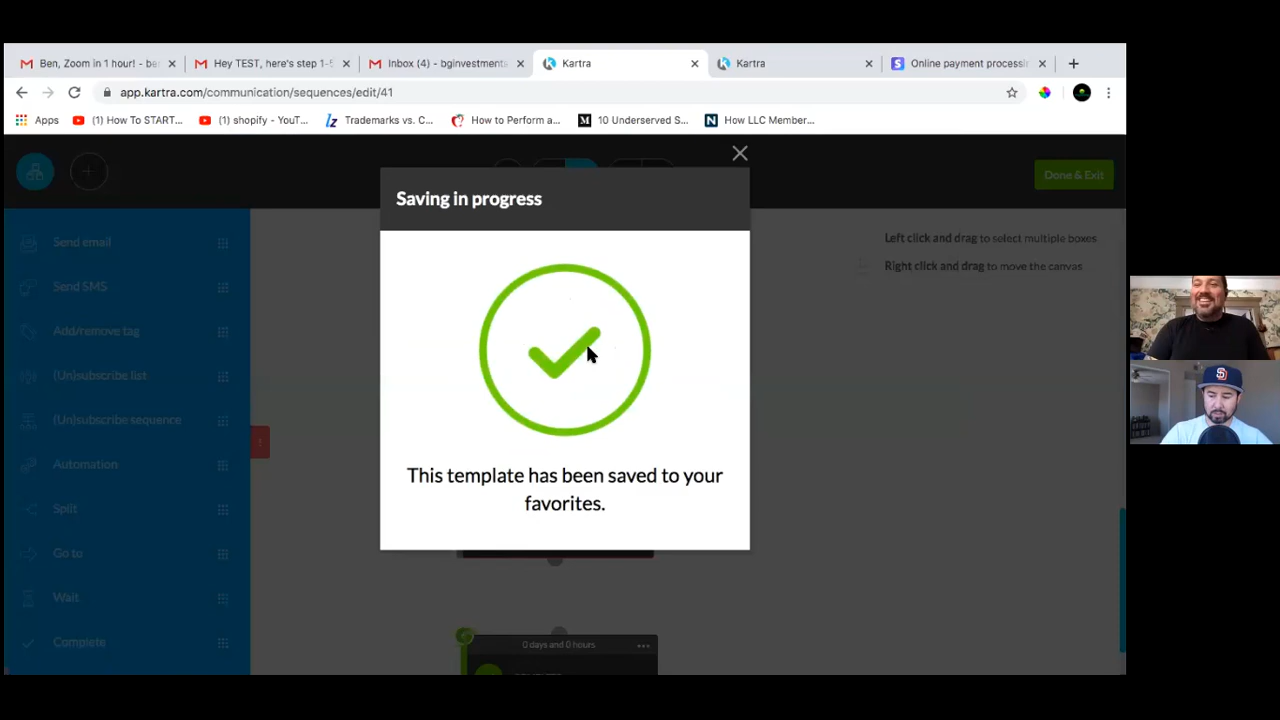 Ben, Zoom in 1 hour! - be
Hey TEST, here's step 1-5
Inbox (4) - bginvestments
Kartra
Kartra
Online payment processi
app.kartra.com/communication/sequences/edit/41
Apps
(1) How To START...
(1) shopify - YouT...
Trademarks vs. C...
How to Perform a...
10 Underserved S...
How LLC Member...
Saving in progress
Done & Exit
Send email
Send SMS
Add/remove tag
(Un)subscribe list
(Un)subscribe sequence
Automation
Split
Go to
Wait
Complete
Left click and drag to select multiple boxes
Right click and drag to move the canvas
This template has been saved to your
favorites.
0 days and 0 hours